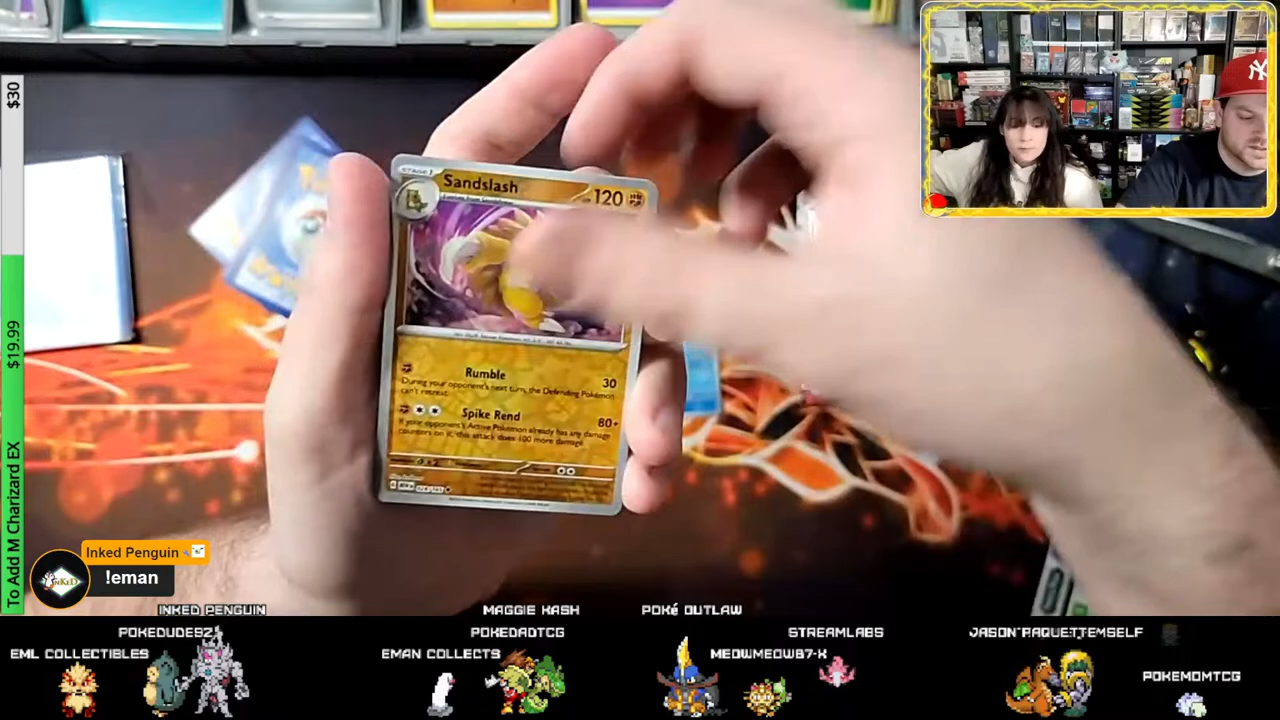 $30
$19.99
To Add M Charizard EX
STAGE 1
Sandslash
120
Rumble
30
During your opponent's next turn, the Defending Pokémon
can't retreat.
Spike Rend
80+
If your opponent's Active Pokémon already has any damage
counters on it, this attack does 100 more damage.
Inked Penguin
!eman
INKED PENGUIN
MAGGIE KASH
POKé OUTLAW
POKEDUDESZ
POKEDADTCG
STREAMLABS
JASON PAQUETTEMSELF
EML COLLECTIBLES
EMAN COLLECTS
MEOWMEOW87-K
POKEMOMTCG